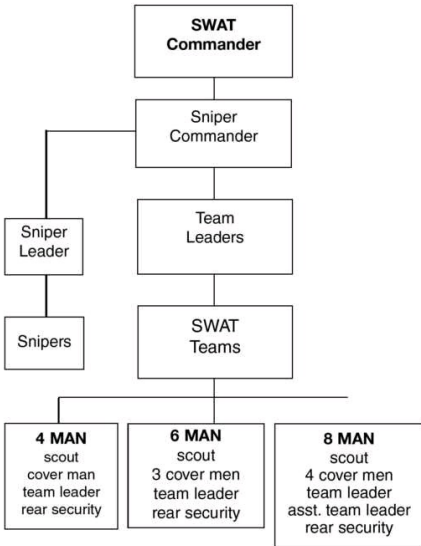 SWAT
Commander
Sniper
Commander
Sniper
Leader
Team
Leaders
Snipers
SWAT
Teams
4 MAN
scout
cover man
team leader
rear security
6 MAN
scout
3 cover men
team leader
rear security
8 MAN
scout
4 cover men
team leader
asst. team leader
rear security